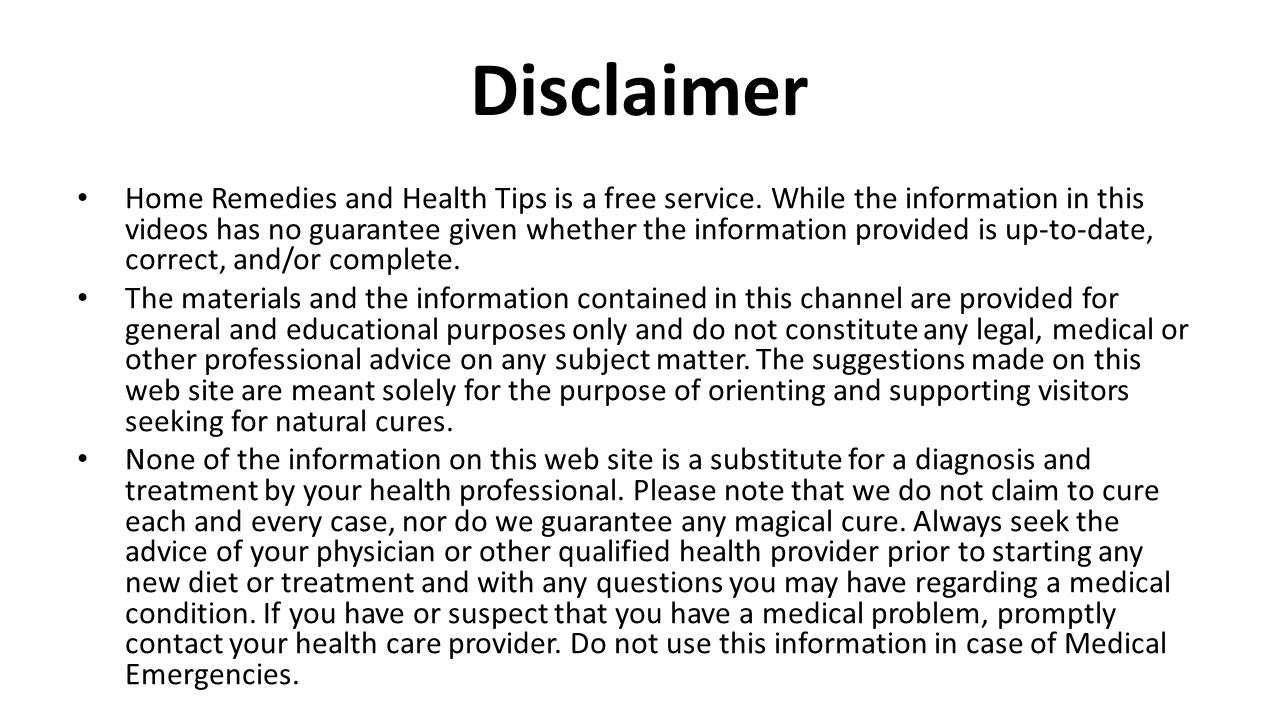 Disclaimer
• Home Remedies and Health Tips is a free service. While the information in this
videos has no guarantee given whether the information provided is up-to-date,
correct, and/or complete.
• The materials and the information contained in this channel are provided for
general and educational purposes only and do not constitute any legal, medical or
other professional advice on any subject matter. The suggestions made on this
web site are meant solely for the purpose of orienting and supporting visitors
seeking for natural cures.
• None of the information on this web site is a substitute for a diagnosis and
treatment by your health professional. Please note that we do not claim to cure
each and every case, nor do we guarantee any magical cure. Always seek the
advice of your physician or other qualified health provider prior to starting any
new diet or treatment and with any questions you may have regarding a medical
condition. If you have or suspect that you have a medical problem, promptly
contact your health care provider. Do not use this information in case of Medical
Emergencies.